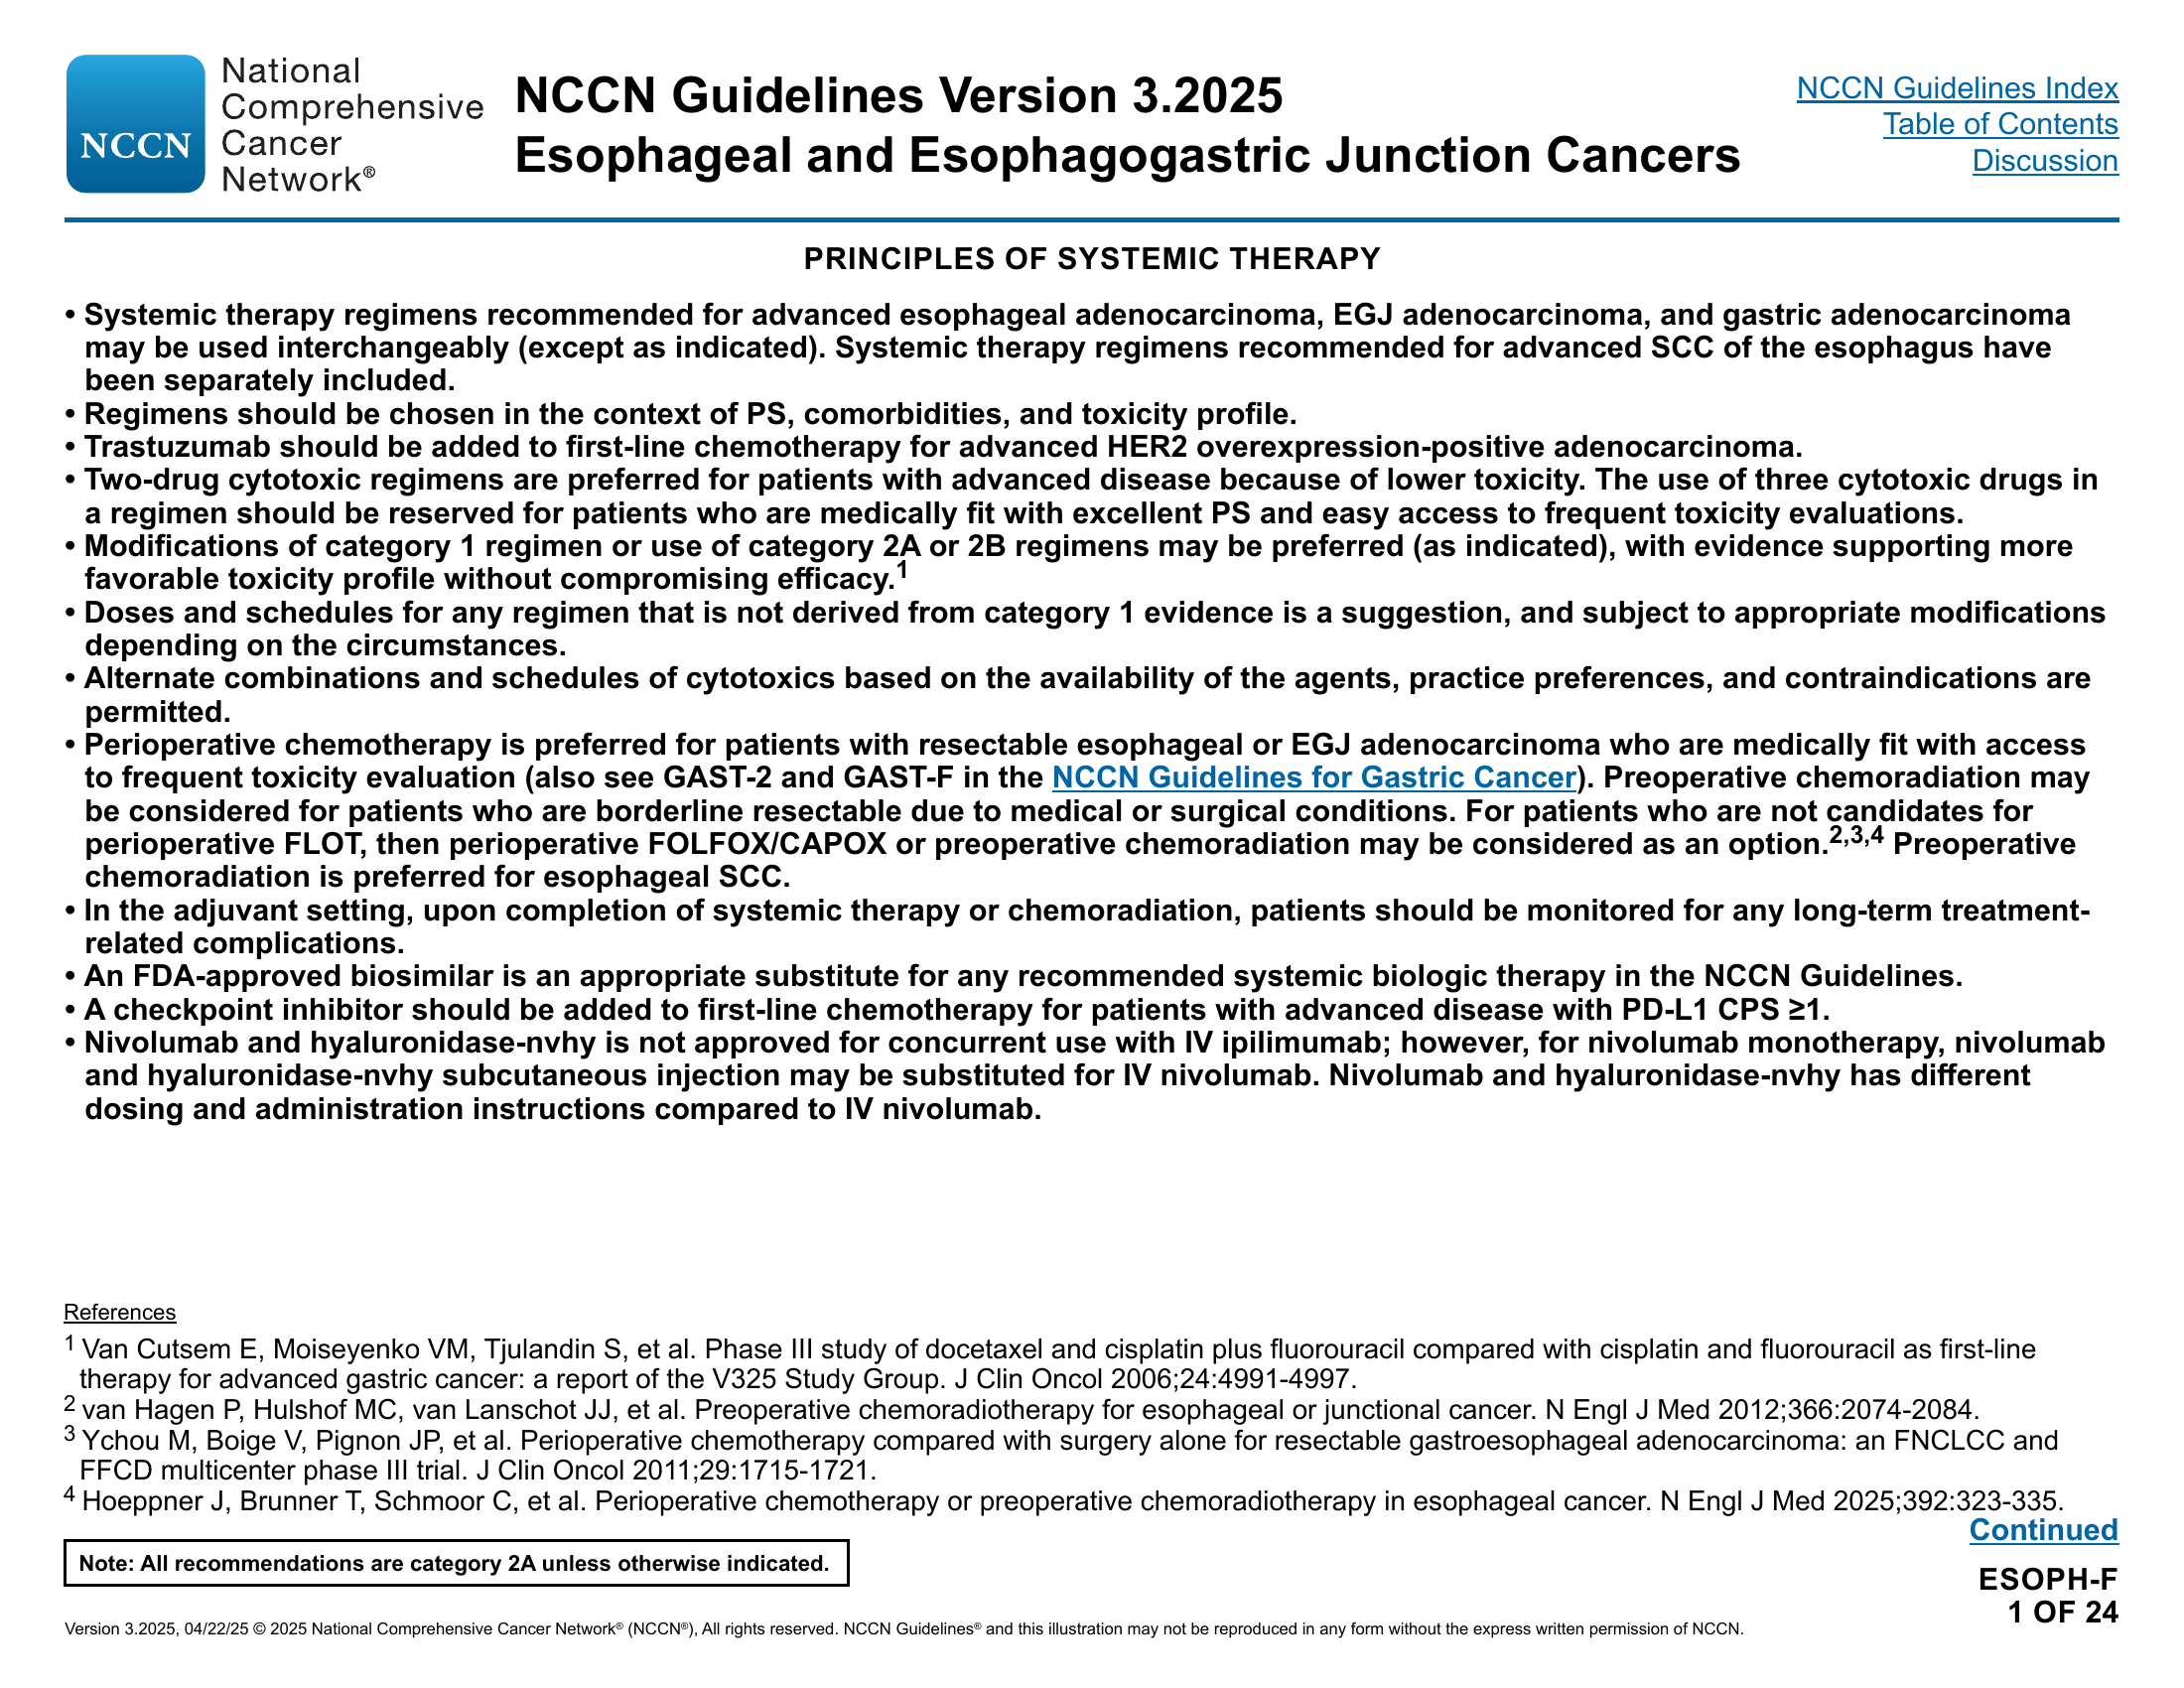 National
Comprehensive
Cancer
Network®
NCCN
NCCN Guidelines Version 3.2025
Esophageal and Esophagogastric Junction Cancers
NCCN Guidelines Index
Table of Contents
Discussion
PRINCIPLES OF SYSTEMIC THERAPY
• Systemic therapy regimens recommended for advanced esophageal adenocarcinoma, EGJ adenocarcinoma, and gastric adenocarcinoma
may be used interchangeably (except as indicated). Systemic therapy regimens recommended for advanced SCC of the esophagus have
been separately included.
• Regimens should be chosen in the context of PS, comorbidities, and toxicity profile.
• Trastuzumab should be added to first-line chemotherapy for advanced HER2 overexpression-positive adenocarcinoma.
• Two-drug cytotoxic regimens are preferred for patients with advanced disease because of lower toxicity. The use of three cytotoxic drugs in
a regimen should be reserved for patients who are medically fit with excellent PS and easy access to frequent toxicity evaluations.
• Modifications of category 1 regimen or use of category 2A or 2B regimens may be preferred (as indicated), with evidence supporting more
favorable toxicity profile without compromising efficacy.1
• Doses and schedules for any regimen that is not derived from category 1 evidence is a suggestion, and subject to appropriate modifications
depending on the circumstances.
• Alternate combinations and schedules of cytotoxics based on the availability of the agents, practice preferences, and contraindications are
permitted.
• Perioperative chemotherapy is preferred for patients with resectable esophageal or EGJ adenocarcinoma who are medically fit with access
to frequent toxicity evaluation (also see GAST-2 and GAST-F in the NCCN Guidelines for Gastric Cancer). Preoperative chemoradiation may
be considered for patients who are borderline resectable due to medical or surgical conditions. For patients who are not candidates for
perioperative FLOT, then perioperative FOLFOX/CAPOX or preoperative chemoradiation may be considered as an option.2,3,4 Preoperative
chemoradiation is preferred for esophageal SCC.
• In the adjuvant setting, upon completion of systemic therapy or chemoradiation, patients should be monitored for any long-term treatment-
related complications.
• An FDA-approved biosimilar is an appropriate substitute for any recommended systemic biologic therapy in the NCCN Guidelines.
• A checkpoint inhibitor should be added to first-line chemotherapy for patients with advanced disease with PD-L1 CPS ≥1.
• Nivolumab and hyaluronidase-nvhy is not approved for concurrent use with IV ipilimumab; however, for nivolumab monotherapy, nivolumab
and hyaluronidase-nvhy subcutaneous injection may be substituted for IV nivolumab. Nivolumab and hyaluronidase-nvhy has different
dosing and administration instructions compared to IV nivolumab.
References
1 Van Cutsem E, Moiseyenko VM, Tjulandin S, et al. Phase III study of docetaxel and cisplatin plus fluorouracil compared with cisplatin and fluorouracil as first-line
therapy for advanced gastric cancer: a report of the V325 Study Group. J Clin Oncol 2006;24:4991-4997.
2 van Hagen P, Hulshof MC, van Lanschot JJ, et al. Preoperative chemoradiotherapy for esophageal or junctional cancer. N Engl J Med 2012;366:2074-2084.
3 Ychou M, Boige V, Pignon JP, et al. Perioperative chemotherapy compared with surgery alone for resectable gastroesophageal adenocarcinoma: an FNCLCC and
FFCD multicenter phase III trial. J Clin Oncol 2011;29:1715-1721.
4 Hoeppner J, Brunner T, Schmoor C, et al. Perioperative chemotherapy or preoperative chemoradiotherapy in esophageal cancer. N Engl J Med 2025;392:323-335.
Continued
Note: All recommendations are category 2A unless otherwise indicated.
ESOPH-F
1 OF 24
Version 3.2025, 04/22/25 © 2025 National Comprehensive Cancer Network® (NCCN®), All rights reserved. NCCN Guidelines® and this illustration may not be reproduced in any form without the express written permission of NCCN.